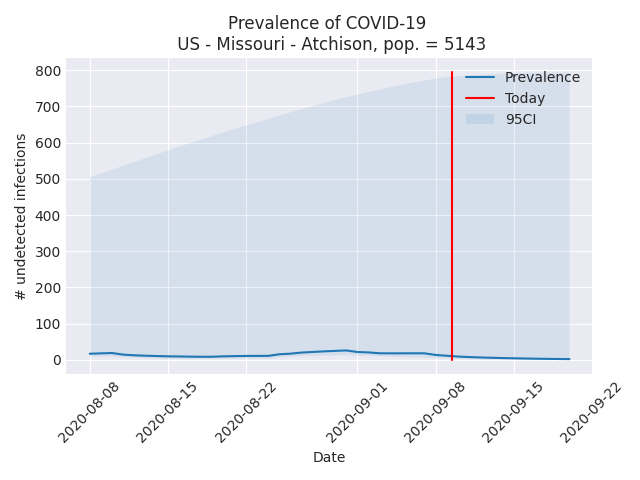 Prevalence of COVID-19
US - Missouri - Atchison, pop. = 5143
# undetected infections
800
700
600
500
400
300
200
100
0
Prevalence
Today
95CI
2020-08-08
2020-08-15
2020-08-22
2020-09-01
2020-09-08
2020-09-15
2020-09-22
Date